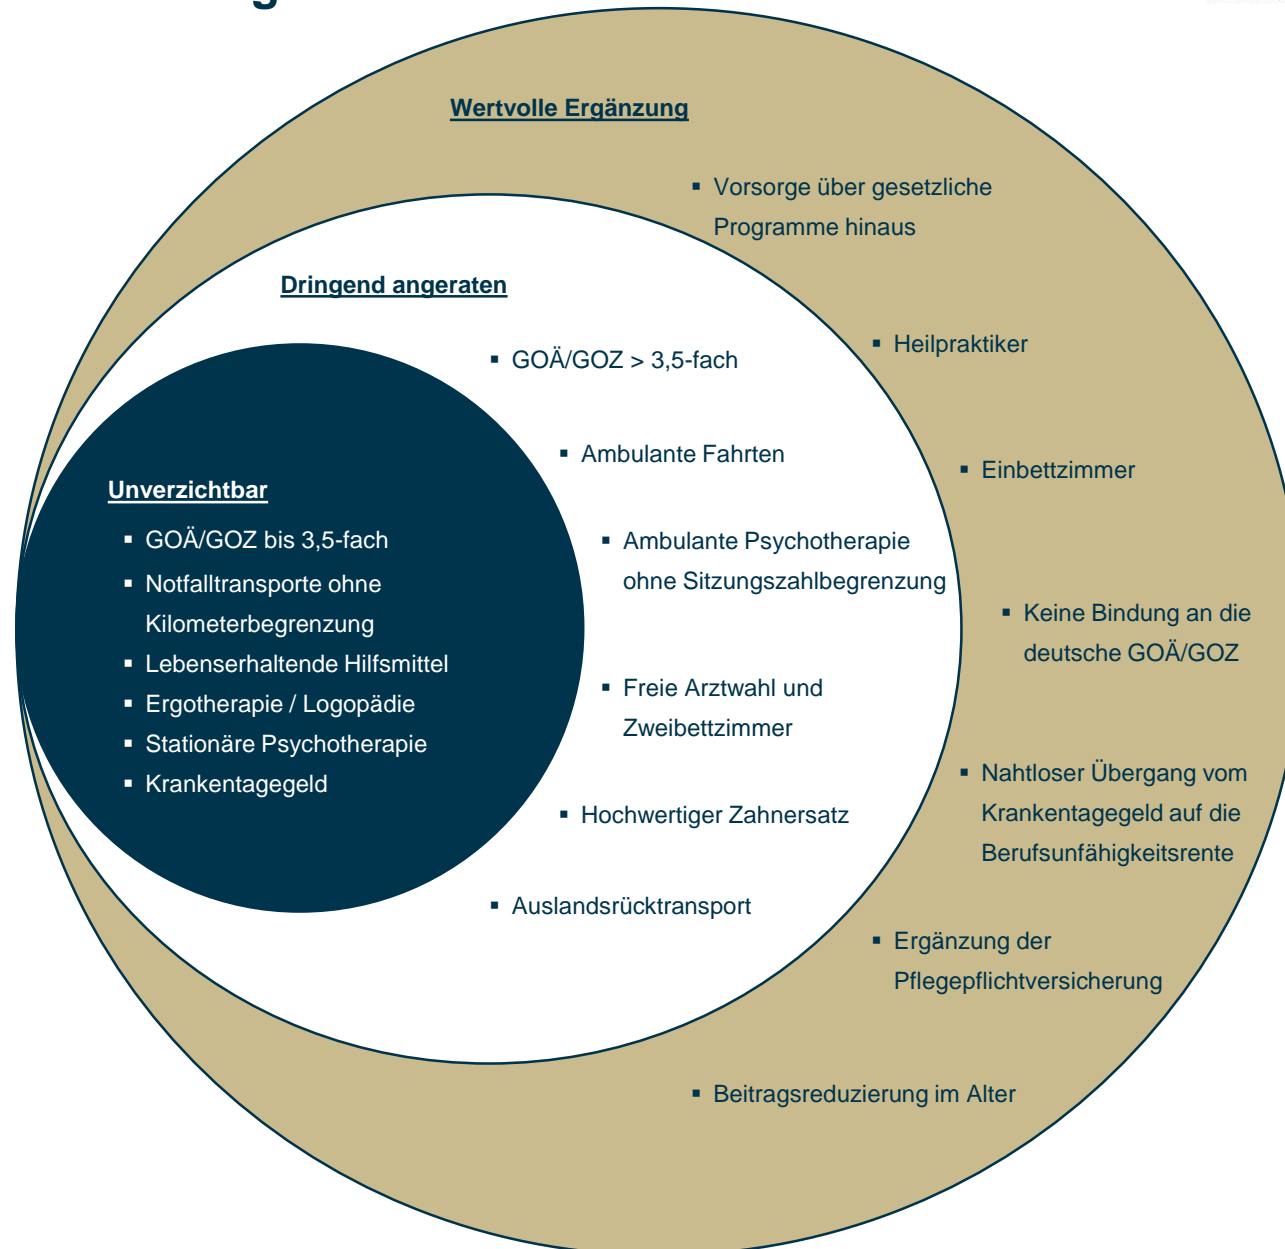 Wertvolle Ergänzung
▪ Vorsorge über gesetzliche
Programme hinaus
▪ Heilpraktiker
▪ Einbettzimmer
▪ Keine Bindung an die
deutsche GOÄ/GOZ
▪ Nahtloser Übergang vom
Krankentagegeld auf die
Berufsunfähigkeitsrente
▪ Ergänzung der
Pflegepflichtversicherung
▪ Beitragsreduzierung im Alter
Dringend angeraten
▪ GOÄ/GOZ > 3,5-fach
▪ Ambulante Fahrten
▪ Ambulante Psychotherapie
ohne Sitzungszahlbegrenzung
▪ Freie Arztwahl und
Zweibettzimmer
▪ Hochwertiger Zahnersatz
▪ Auslandsrücktransport
Unverzichtbar
▪ GOÄ/GOZ bis 3,5-fach
▪ Notfalltransporte ohne
Kilometerbegrenzung
▪ Lebenserhaltende Hilfsmittel
▪ Ergotherapie / Logopädie
▪ Stationäre Psychotherapie
▪ Krankentagegeld